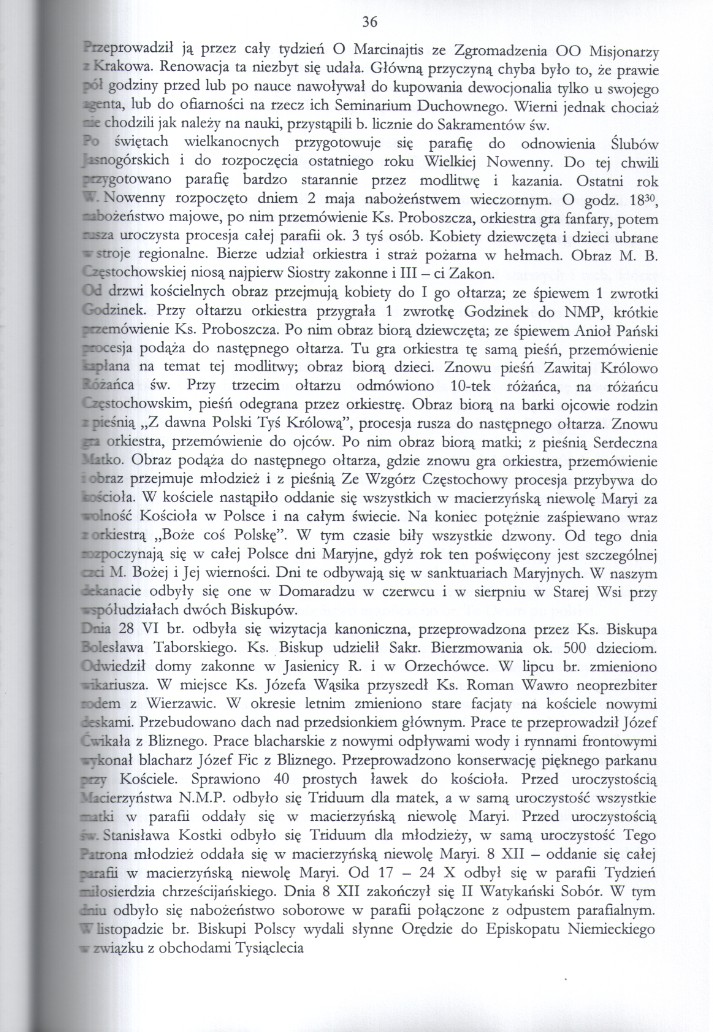 36
Przeprowadził ją przez cały tydzień O Marcinajtis ze Zgromadzenia OO Misjonarzy
z Krakowa. Renowacja ta niezbyt się udała. Główną przyczyną chyba było to, że prawie
pół godziny przed lub po nauce nawoływał do kupowania dewocjonalia tylko u swojego
agenta, lub do ofiarności na rzecz ich Seminarium Duchownego. Wierni jednak chociaż
nie chodzili jak należy na nauki, przystąpili b. licznie do Sakramentów św.
Po świętach wielkanocnych przygotowuje się parafię do odnowienia Ślubów
Jasnogórskich i do rozpoczęcia ostatniego roku Wielkiej Nowenny. Do tej chwili
przygotowano parafię bardzo starannie przez modlitwę i kazania. Ostatni rok
W. Nowenny rozpoczęto dniem 2 maja nabożeństwem wieczornym. O godz. 18³⁰,
nabożeństwo majowe, po nim przemówienie Ks. Proboszcza, orkiestra gra fanfary, potem
rusza uroczysta procesja całej parafii ok. 3 tyś osób. Kobiety dziewczęta i dzieci ubrane
w stroje regionalne. Bierze udział orkiestra i straż pożarna w hełmach. Obraz M. B.
Częstochowskiej niosą najpierw Siostry zakonne i III – ci Zakon.
Od drzwi kościelnych obraz przejmują kobiety do I go ołtarza; ze śpiewem 1 zwrotki
Godzinek. Przy ołtarzu orkiestra przygrała 1 zwrotkę Godzinek do NMP, krótkie
przemówienie Ks. Proboszcza. Po nim obraz biorą dziewczęta; ze śpiewem Anioł Pański
procesja podąża do następnego ołtarza. Tu gra orkiestra tę samą pieśń, przemówienie
kapłana na temat tej modlitwy; obraz biorą dzieci. Znowu pieśń Zawitaj Królowo
Różańca św. Przy trzecim ołtarzu odmówiono 10-tek różańca, na różańcu
Częstochowskim, pieśń odegrana przez orkiestrę. Obraz biorą na barki ojcowie rodzin
z pieśnią „Z dawna Polski Tyś Królową”, procesja rusza do następnego ołtarza. Znowu
gra orkiestra, przemówienie do ojców. Po nim obraz biorą matki; z pieśnią Serdeczna
Matko. Obraz podąża do następnego ołtarza, gdzie znowu gra orkiestra, przemówienie
i obraz przejmuje młodzież i z pieśnią Ze Wzgórz Częstochowy procesja przybywa do
kościoła. W kościele nastąpiło oddanie się wszystkich w macierzyńską niewolę Maryi za
wolność Kościoła w Polsce i na całym świecie. Na koniec potężnie zaśpiewano wraz
z orkiestrą „Boże coś Polskę”. W tym czasie biły wszystkie dzwony. Od tego dnia
rozpoczynają się w całej Polsce dni Maryjne, gdyż rok ten poświęcony jest szczególnej
czci M. Bożej i Jej wierności. Dni te odbywają się w sanktuariach Maryjnych. W naszym
dekanacie odbyły się one w Domaradzu w czerwcu i w sierpniu w Starej Wsi przy
współudziałach dwóch Biskupów.
Dnia 28 VI br. odbyła się wizytacja kanoniczna, przeprowadzona przez Ks. Biskupa
Bolesława Taborskiego. Ks. Biskup udzielił Sakr. Bierzmowania ok. 500 dzieciom.
Odwiedził domy zakonne w Jasienicy R. i w Orzechówce. W lipcu br. zmieniono
wikariusza. W miejsce Ks. Józefa Wąsika przyszedł Ks. Roman Wawro neoprezbiter
rodem z Wierzawic. W okresie letnim zmieniono stare facjaty na kościele nowymi
deskami. Przebudowano dach nad przedsionkiem głównym. Prace te przeprowadził Józef
Ćwikała z Bliznego. Prace blacharskie z nowymi odpływami wody i rynnami frontowymi
wykonał blacharz Józef Fic z Bliznego. Przeprowadzono konserwację pięknego parkanu
przy Kościele. Sprawiono 40 prostych ławek do kościoła. Przed uroczystością
Macierzyństwa N.M.P. odbyło się Triduum dla matek, a w samą uroczystość wszystkie
matki w parafii oddały się w macierzyńską niewolę Maryi. Przed uroczystością
św. Stanisława Kostki odbyło się Triduum dla młodzieży, w samą uroczystość Tego
Patrona młodzież oddała się w macierzyńską niewolę Maryi. 8 XII – oddanie się całej
parafii w macierzyńską niewolę Maryi. Od 17 – 24 X odbył się w parafii Tydzień
miłosierdzia chrześcijańskiego. Dnia 8 XII zakończył się II Watykański Sobór. W tym
dniu odbyło się nabożeństwo soborowe w parafii połączone z odpustem parafialnym.
W listopadzie br. Biskupi Polscy wydali słynne Orędzie do Episkopatu Niemieckiego
w związku z obchodami Tysiąclecia